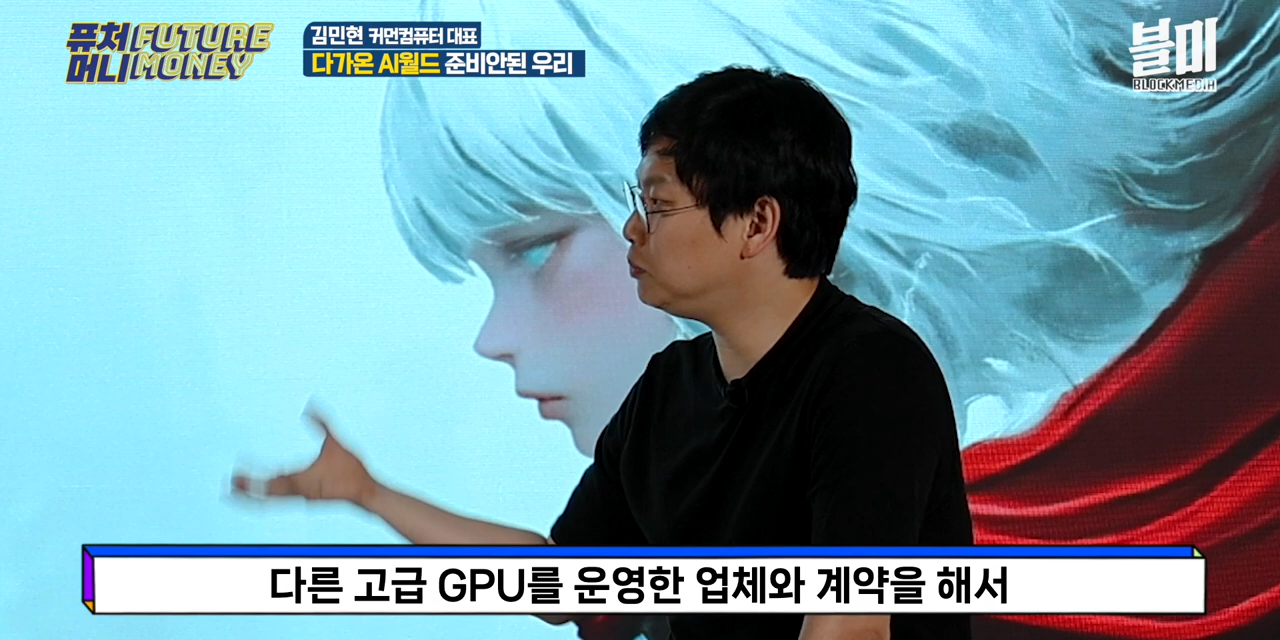 퓨처 FUTURE
머니 MONEY
김민현 커먼컴퓨터 대표
다가온 AI월드 준비안된 우리
블미
BLOCKMEDIA
다른 고급 GPU를 운영한 업체와 계약을 해서